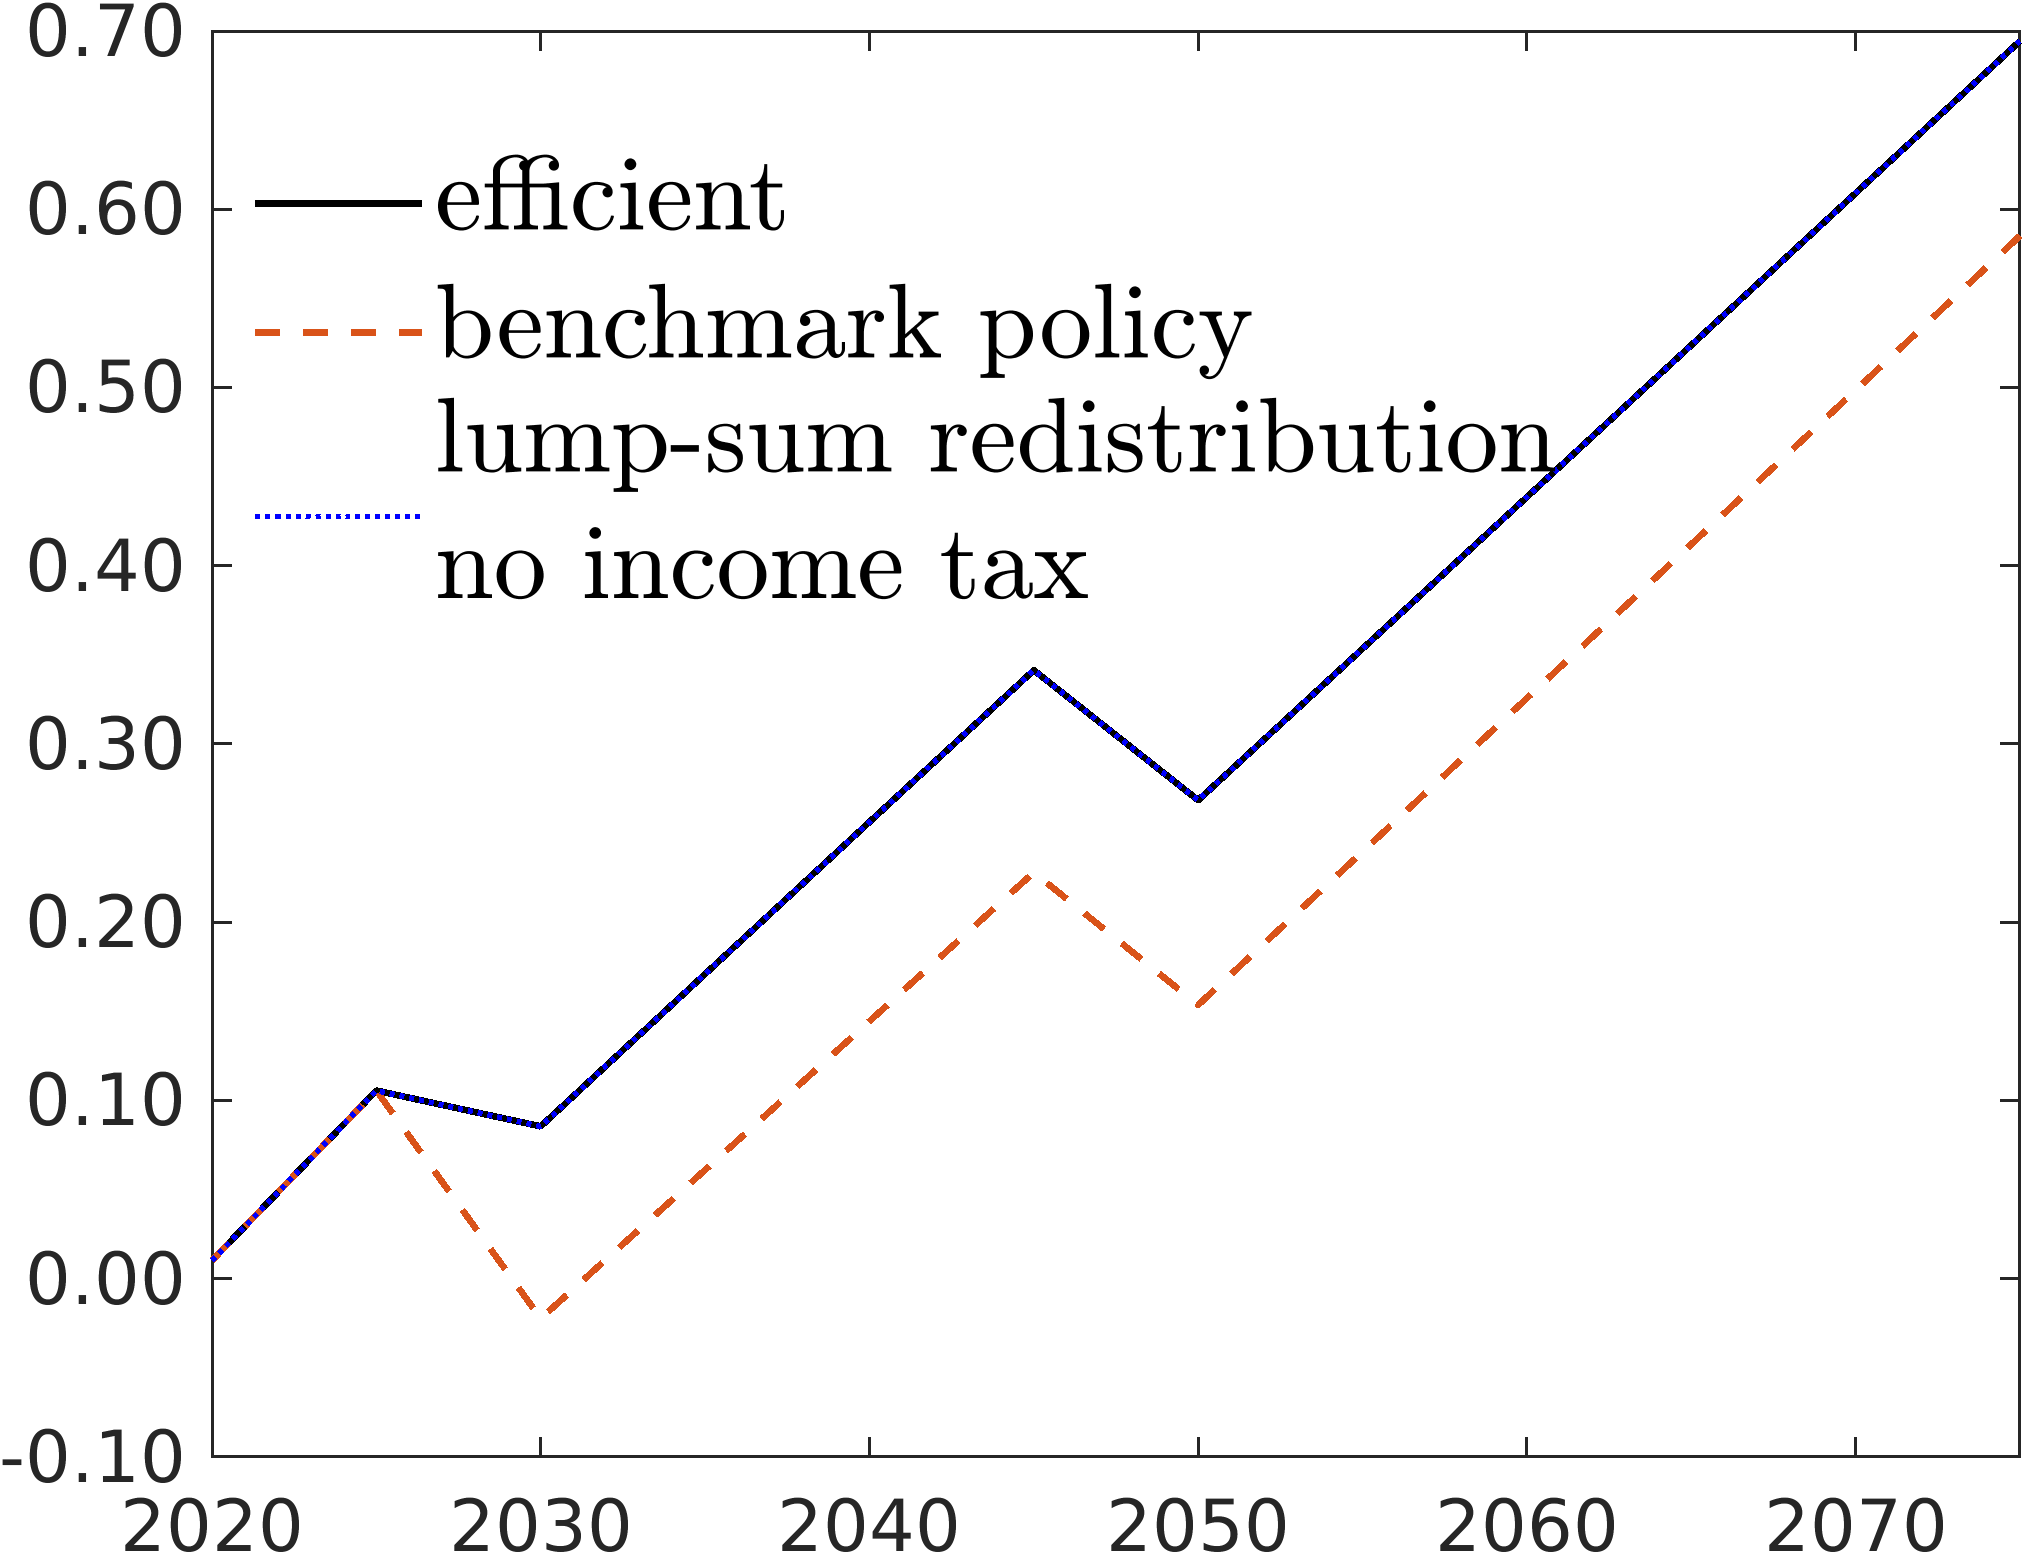 0.70
0.60
0.50
0.40
0.30
0.20
0.10
0.00
-0.10
efficient
benchmark policy
lump-sum redistribution
no income tax
2020 2030 2040 2050 2060 2070